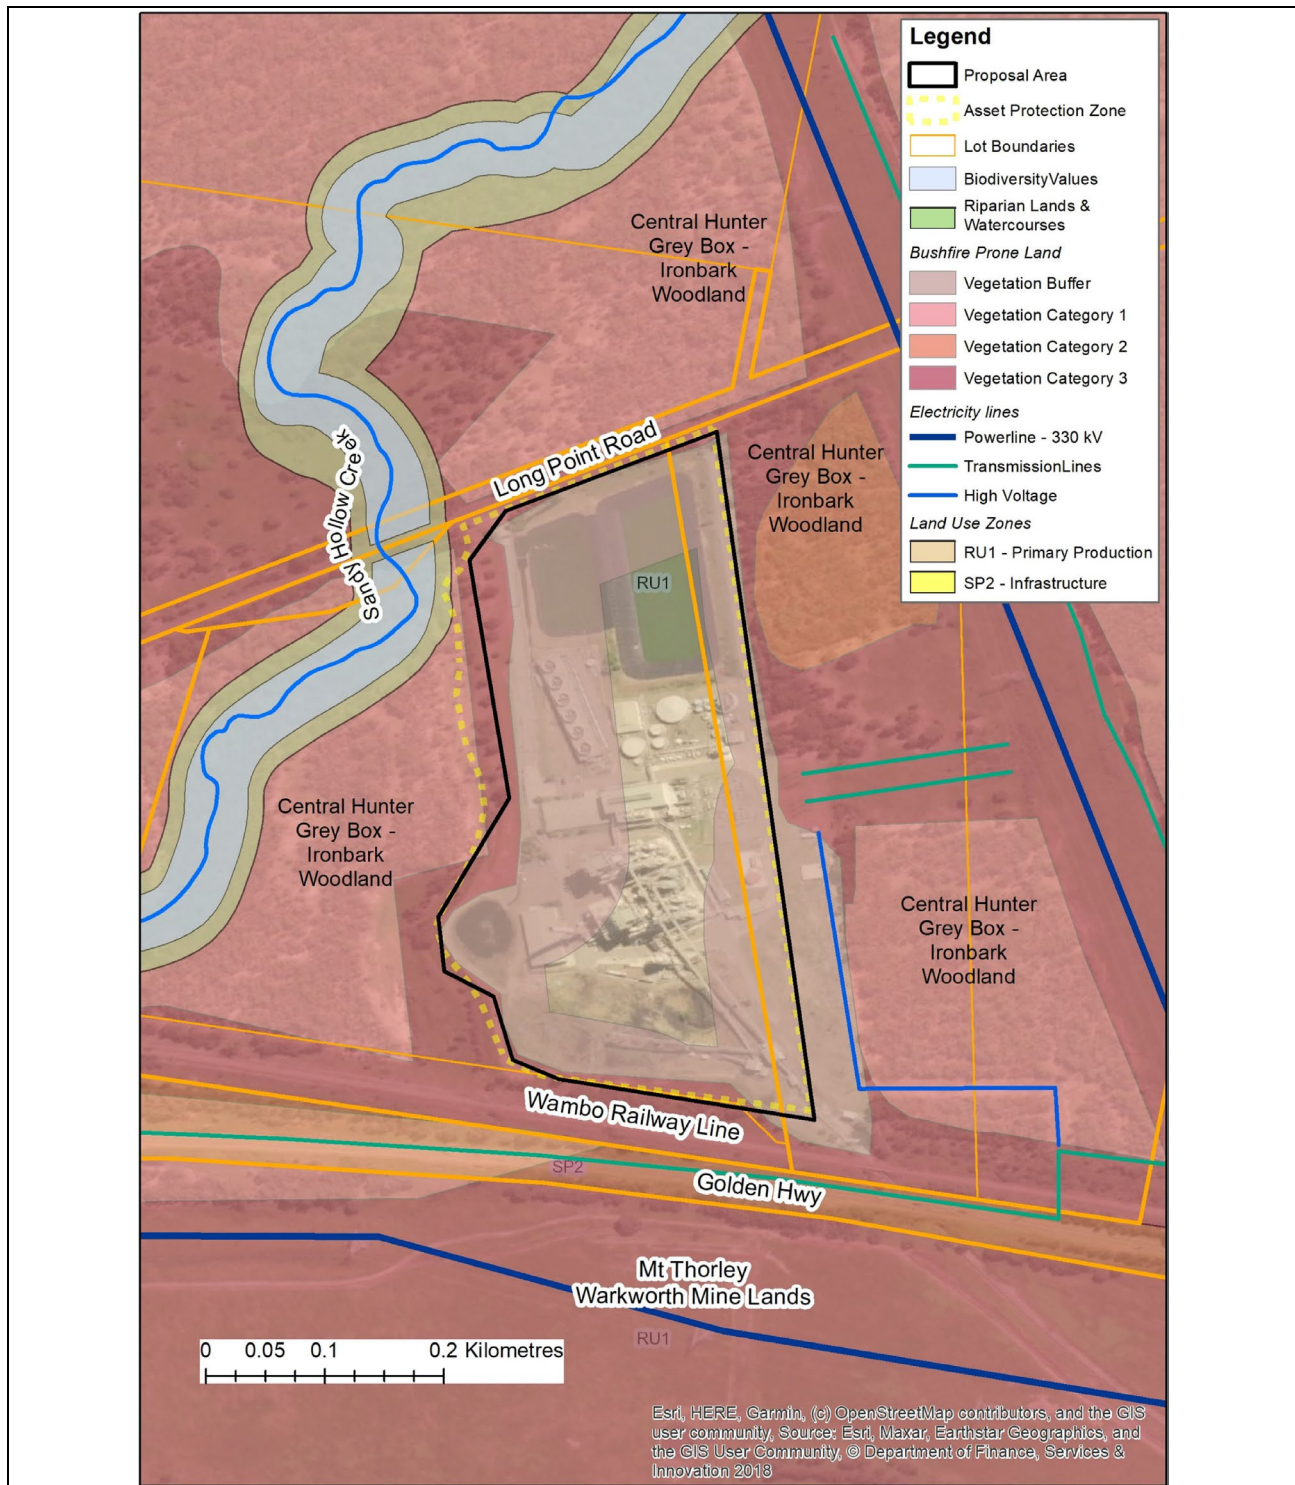 Legend
Proposal Area
Asset Protection Zone
Lot Boundaries
BiodiversityValues
Riparian Lands &
Watercourses
Bushfire Prone Land
Vegetation Buffer
Vegetation Category 1
Vegetation Category 2
Vegetation Category 3
Electricity lines
Powerline - 330 kV
TransmissionLines
High Voltage
Land Use Zones
RU1 - Primary Production
SP2 - Infrastructure
Central Hunter
Grey Box -
Ironbark
Woodland
Long Point Road
Central Hunter
Grey Box -
Ironbark
Woodland
Sandy Hollow Creek
RU1
Central Hunter
Grey Box -
Ironbark
Woodland
Central Hunter
Grey Box -
Ironbark
Woodland
Wambo Railway Line
SP2
Golden Hwy
Mt Thorley
Warkworth Mine Lands
RU1
0 0.05 0.1 0.2 Kilometres
Esri, HERE, Garmin, (c) OpenStreetMap contributors, and the GIS
user community, Source: Esri, Maxar, Earthstar Geographics, and
the GIS User Community, © Department of Finance, Services &
Innovation 2018